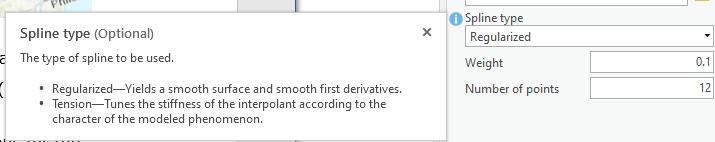 Phil
Spline type (Optional)
×
The type of spline to be used.
• Regularized—Yields a smooth surface and smooth first derivatives.
• Tension—Tunes the stiffness of the interpolant according to the
character of the modeled phenomenon.
Spline type
Regularized
Weight 0.1
Number of points 12